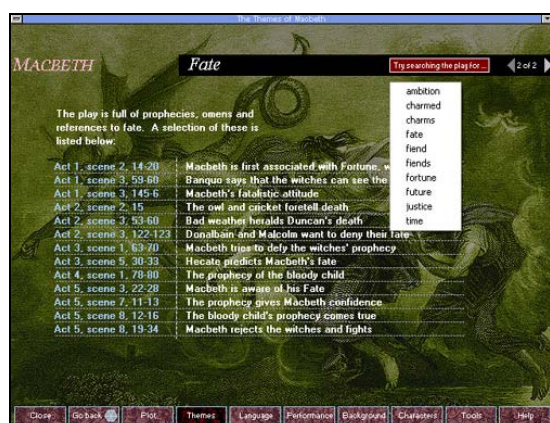 The Themes of Macbeth
MACBETH Fate Try searching the play for ... 2 of 2
ambition
charmed
charms
fate
fiend
fiends
fortune
future
justice
time
The play is full of prophecies, omens and
references to fate. A selection of these is
listed below:
Act 1, scene 2, 14-20 Macbeth is first associated with Fortune, w
Act 1, scene 3, 59-60 Banquo says that the witches can see the
Act 1, scene 3, 145-6 Macbeth's fatalistic attitude
Act 2, scene 2, 15 The owl and cricket foretell death
Act 2, scene 3, 53-60 Bad weather heralds Duncan's death
Act 2, scene 3, 122-123 Donalbain and Malcolm want to deny their fate
Act 3, scene 1, 63-70 Macbeth tries to defy the witches' prophecy
Act 3, scene 5, 30-33 Hecate predicts Macbeth's fate
Act 4, scene 1, 78-80 The prophecy of the bloody child
Act 5, scene 3, 22-28 Macbeth is aware of his Fate
Act 5, scene 7, 11-13 The prophecy gives Macbeth confidence
Act 5, scene 8, 12-16 The bloody child's prophecy comes true
Act 5, scene 8, 19-34 Macbeth rejects the witches and fights
Close Go back Plot Themes Language Performance Background Characters Tools Help